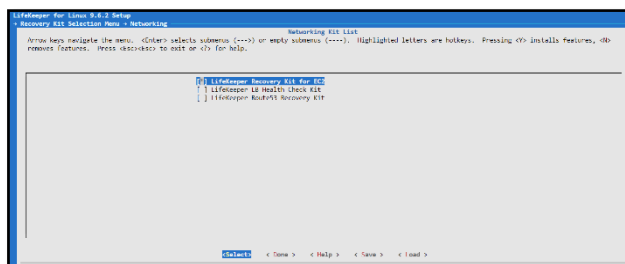 LifeKeeper for Linux 9.6.2 Setup
→ Recovery Kit Selection Menu → Networking
Networking Kit List
Arrow keys navigate the menu. <Enter> selects submenus (--->) or empty submenus (----). Highlighted letters are hotkeys. Pressing <Y> installs features, <N>
removes features. Press <Esc><Esc> to exit or <?> for help.
LifeKeeper Recovery Kit for EC2
[ ] LifeKeeper LB Health Check Kit
[ ] LifeKeeper Route53 Recovery Kit
<Select> < Done > < Help > < Save > < Load >